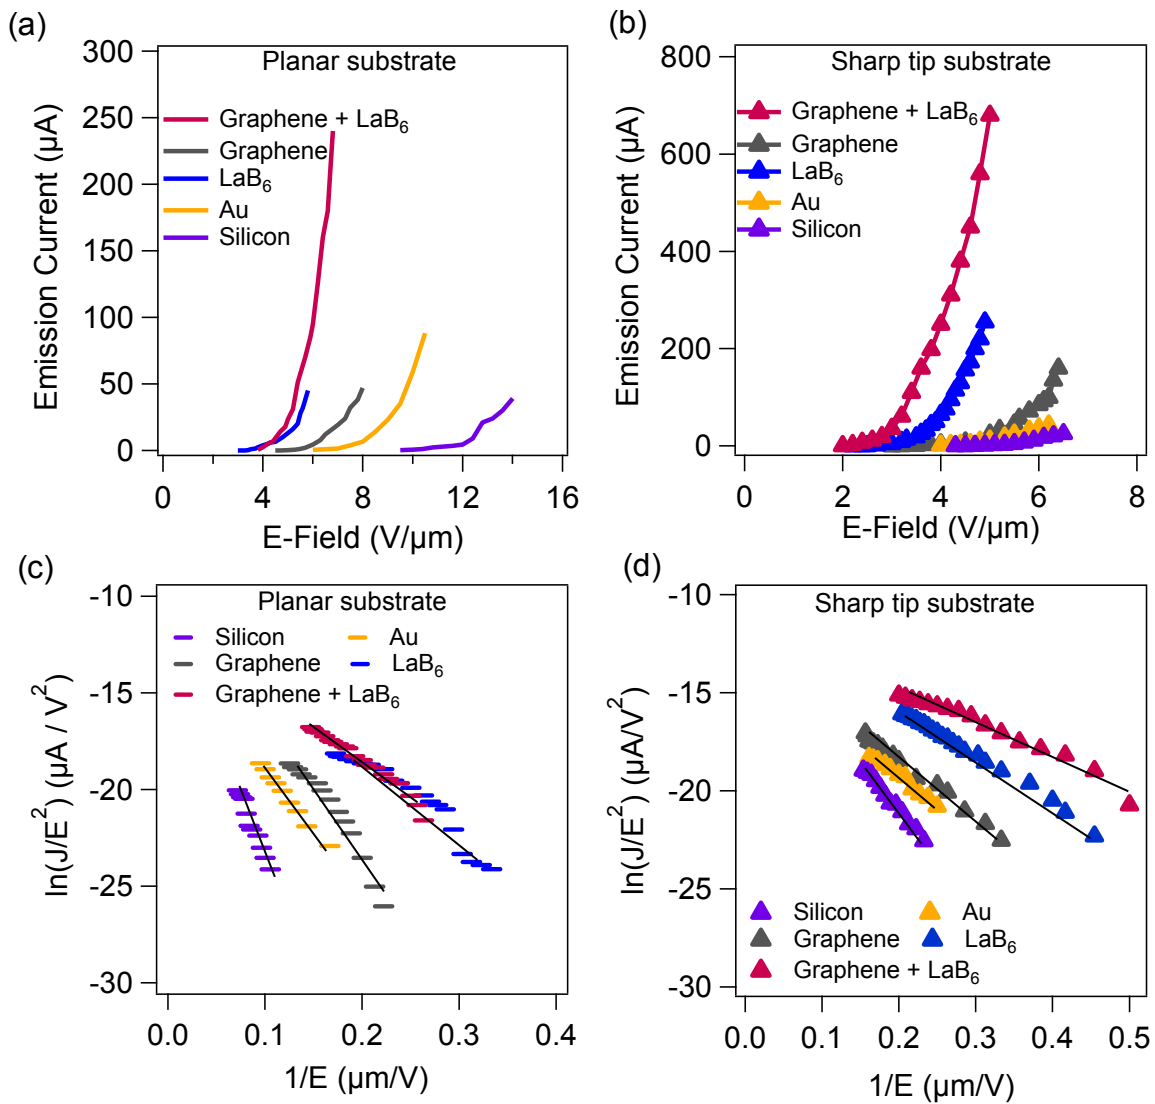 (a)
Planar substrate
Emission Current (µA)
300
250
200
150
100
50
0
Graphene + LaB₆
Graphene
LaB₆
Au
Silicon
0
4
8
12
16
E-Field (V/µm)
(b)
Sharp tip substrate
Emission Current (µA)
800
600
400
200
0
Graphene + LaB₆
Graphene
LaB₆
Au
Silicon
0
2
4
6
8
E-Field (V/µm)
(c)
Planar substrate
ln(J/E²) (µA / V²)
-10
-15
-20
-25
-30
Silicon
Au
Graphene
LaB₆
Graphene + LaB₆
0.0
0.1
0.2
0.3
0.4
1/E (µm/V)
(d)
Sharp tip substrate
ln(J/E²) (µA/V²)
-10
-15
-20
-25
-30
Silicon
Au
Graphene
LaB₆
Graphene + LaB₆
0.0
0.1
0.2
0.3
0.4
0.5
1/E (µm/V)